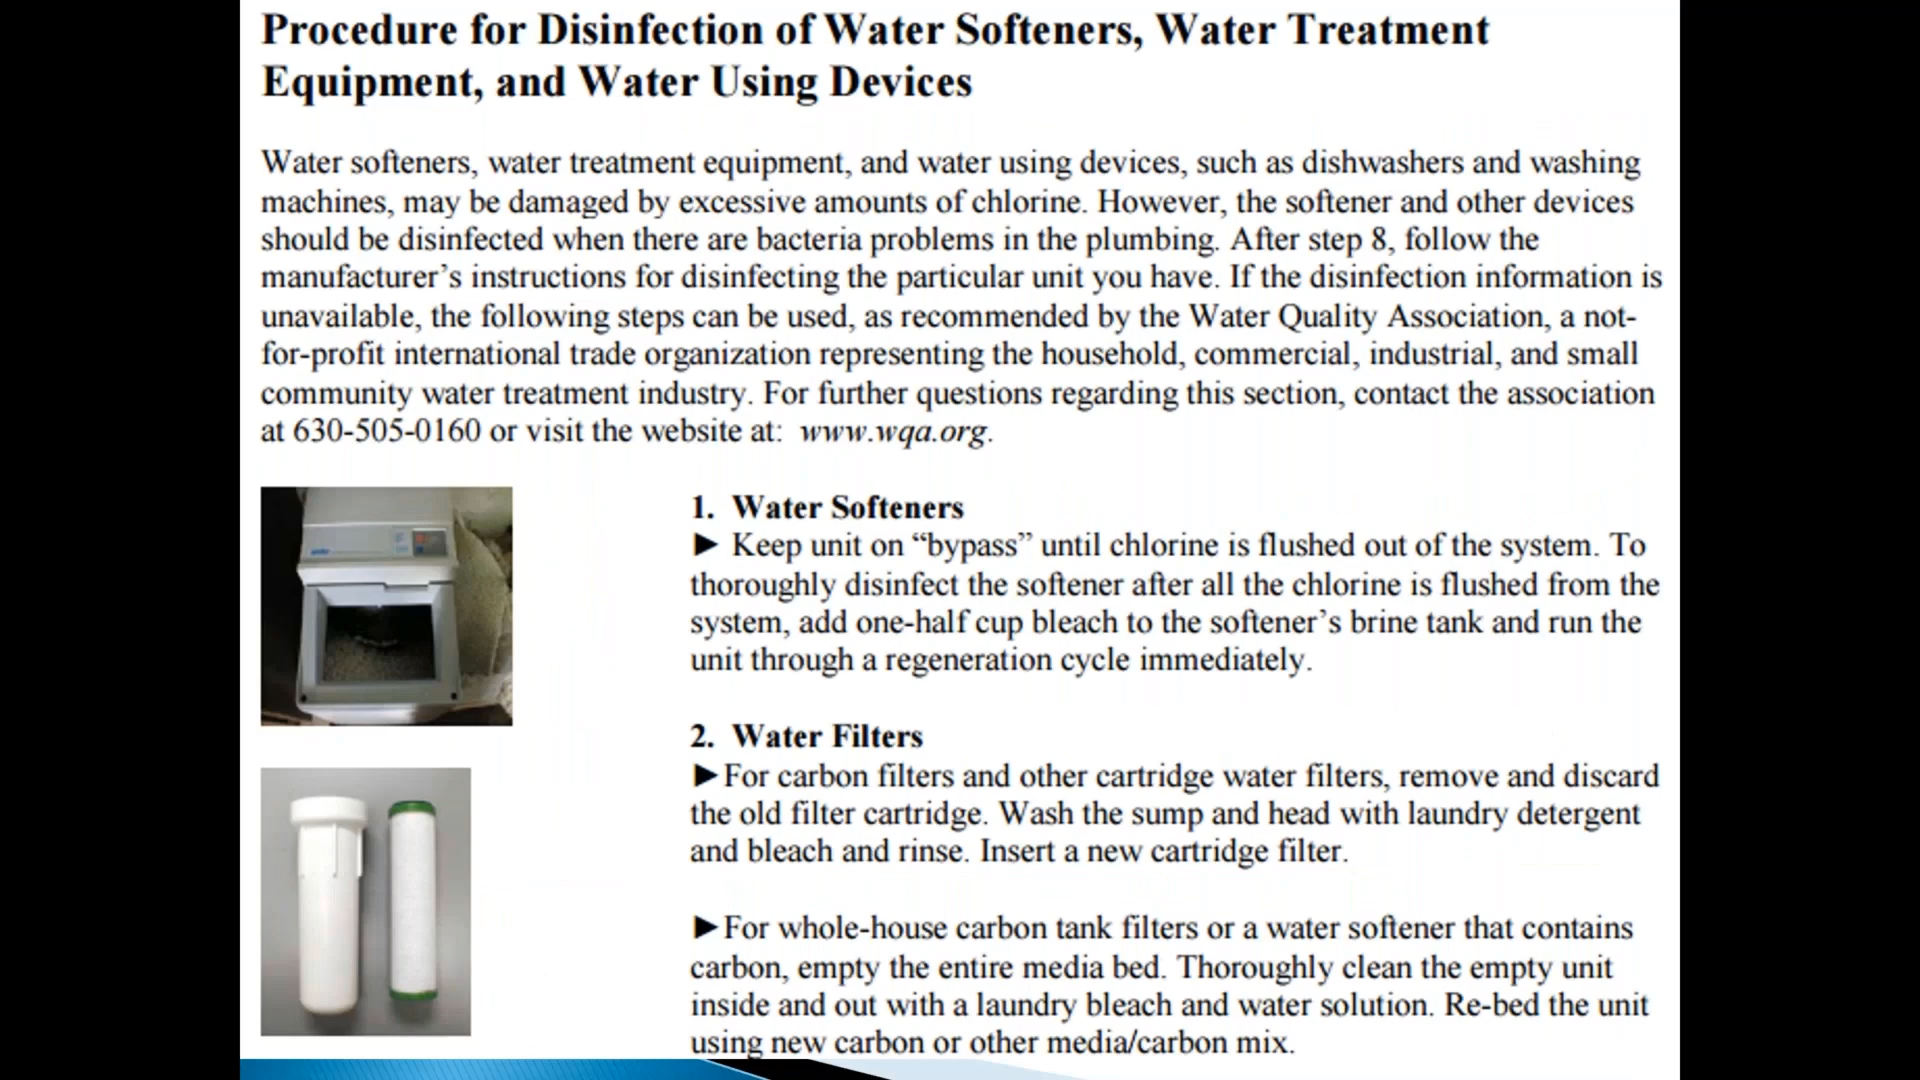 Procedure for Disinfection of Water Softeners, Water Treatment
Equipment, and Water Using Devices
Water softeners, water treatment equipment, and water using devices, such as dishwashers and washing
machines, may be damaged by excessive amounts of chlorine. However, the softener and other devices
should be disinfected when there are bacteria problems in the plumbing. After step 8, follow the
manufacturer’s instructions for disinfecting the particular unit you have. If the disinfection information is
unavailable, the following steps can be used, as recommended by the Water Quality Association, a not-
for-profit international trade organization representing the household, commercial, industrial, and small
community water treatment industry. For further questions regarding this section, contact the association
at 630-505-0160 or visit the website at: www.wqa.org.
1. Water Softeners
► Keep unit on “bypass” until chlorine is flushed out of the system. To
thoroughly disinfect the softener after all the chlorine is flushed from the
system, add one-half cup bleach to the softener’s brine tank and run the
unit through a regeneration cycle immediately.
2. Water Filters
►For carbon filters and other cartridge water filters, remove and discard
the old filter cartridge. Wash the sump and head with laundry detergent
and bleach and rinse. Insert a new cartridge filter.
►For whole-house carbon tank filters or a water softener that contains
carbon, empty the entire media bed. Thoroughly clean the empty unit
inside and out with a laundry bleach and water solution. Re-bed the unit
using new carbon or other media/carbon mix.